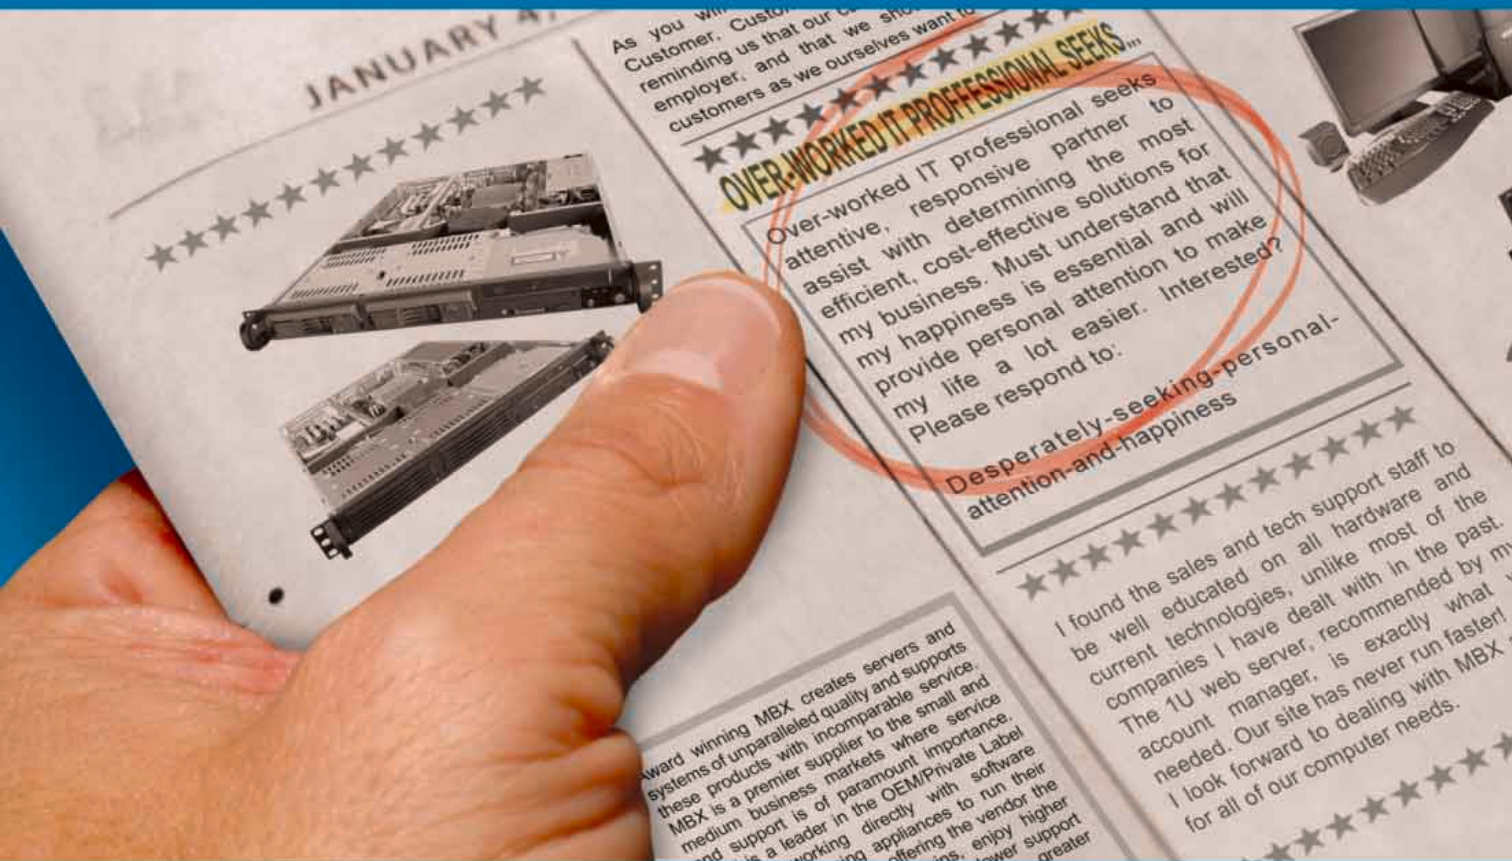 JANUARY 4,
As you
Customer,
reminding us that our
employer, and that we
customers as we ourselves want to
OVER-WORKED IT PROFFESSIONAL SEEKS...
Over-worked IT professional seeks
attentive, responsive partner to
assist with determining the most
efficient, cost-effective solutions for
my business. Must understand that
my happiness is essential and will
provide personal attention to make
my life a lot easier. Interested?
Please respond to:
Desperately-seeking-personal-
attention-and-happiness
I found the sales and tech support staff to
be well educated on all hardware and
current technologies, unlike most of the
companies I have dealt with in the past.
The 1U web server, recommended by my
account manager, is exactly what
needed. Our site has never run faster!
I look forward to dealing with MBX
for all of our computer needs.
Award winning MBX creates servers and
systems of unparalleled quality and supports
these products with incomparable service.
MBX is a premier supplier to the small and
medium business markets where service
and support is of paramount importance.
is a leader in the OEM/Private Label
working directly with software
appliances to run their
offering the vendor the
enjoy higher
lower support
greater